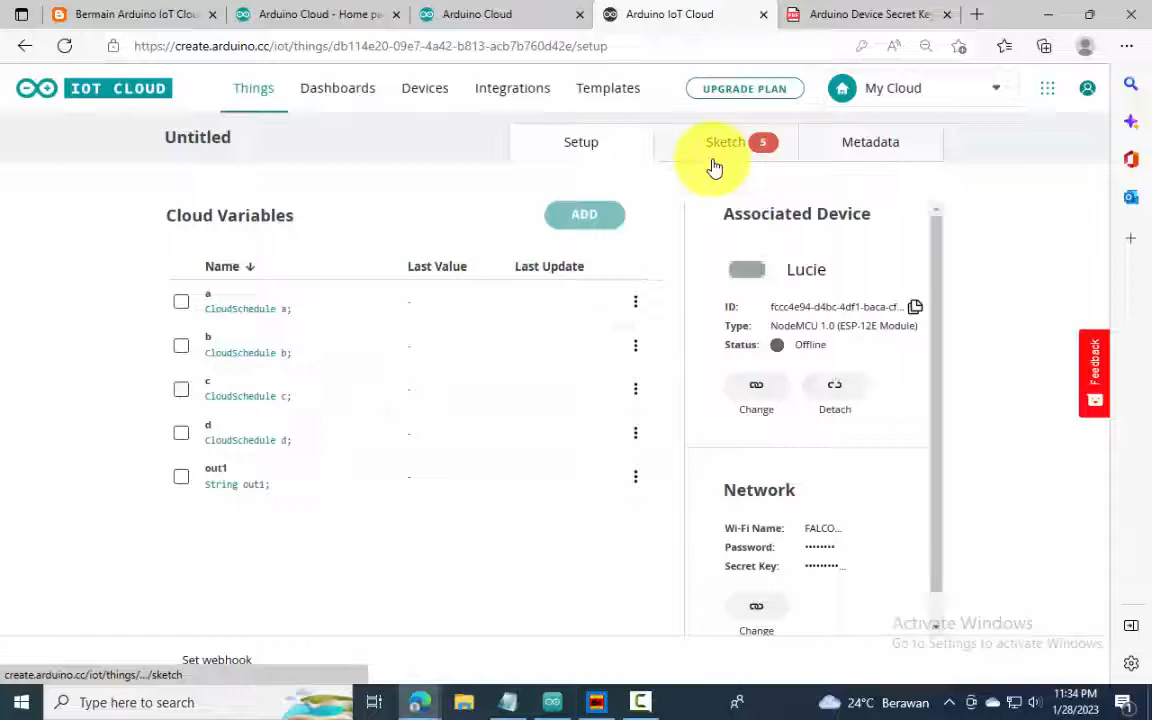 Bermain Arduino IoT Clou
Arduino Cloud - Home pa
Arduino Cloud
Arduino IoT Cloud
Arduino Device Secret Ke
https://create.arduino.cc/iot/things/db114e20-09e7-4a42-b813-acb7b760d42e/setup
IOT CLOUD
Things
Dashboards
Devices
Integrations
Templates
UPGRADE PLAN
My Cloud
Untitled
Setup
Sketch 5
Metadata
Cloud Variables
ADD
Name
Last Value
Last Update
a
CloudSchedule a;
-
b
CloudSchedule b;
-
c
CloudSchedule c;
-
d
CloudSchedule d;
-
out1
String out1;
-
Associated Device
Lucie
ID: fccc4e94-d4bc-4df1-baca-cf...
Type: NodeMCU 1.0 (ESP-12E Module)
Status: Offline
Change
Detach
Network
Wi-Fi Name: FALCO...
Password: ••••••••
Secret Key: •••••••••...
Change
Feedback
Activate Windows
Go to Settings to activate Windows.
Set webhook
create.arduino.cc/iot/things/.../sketch
Type here to search
24°C Berawan
11:34 PM
1/28/2023
1